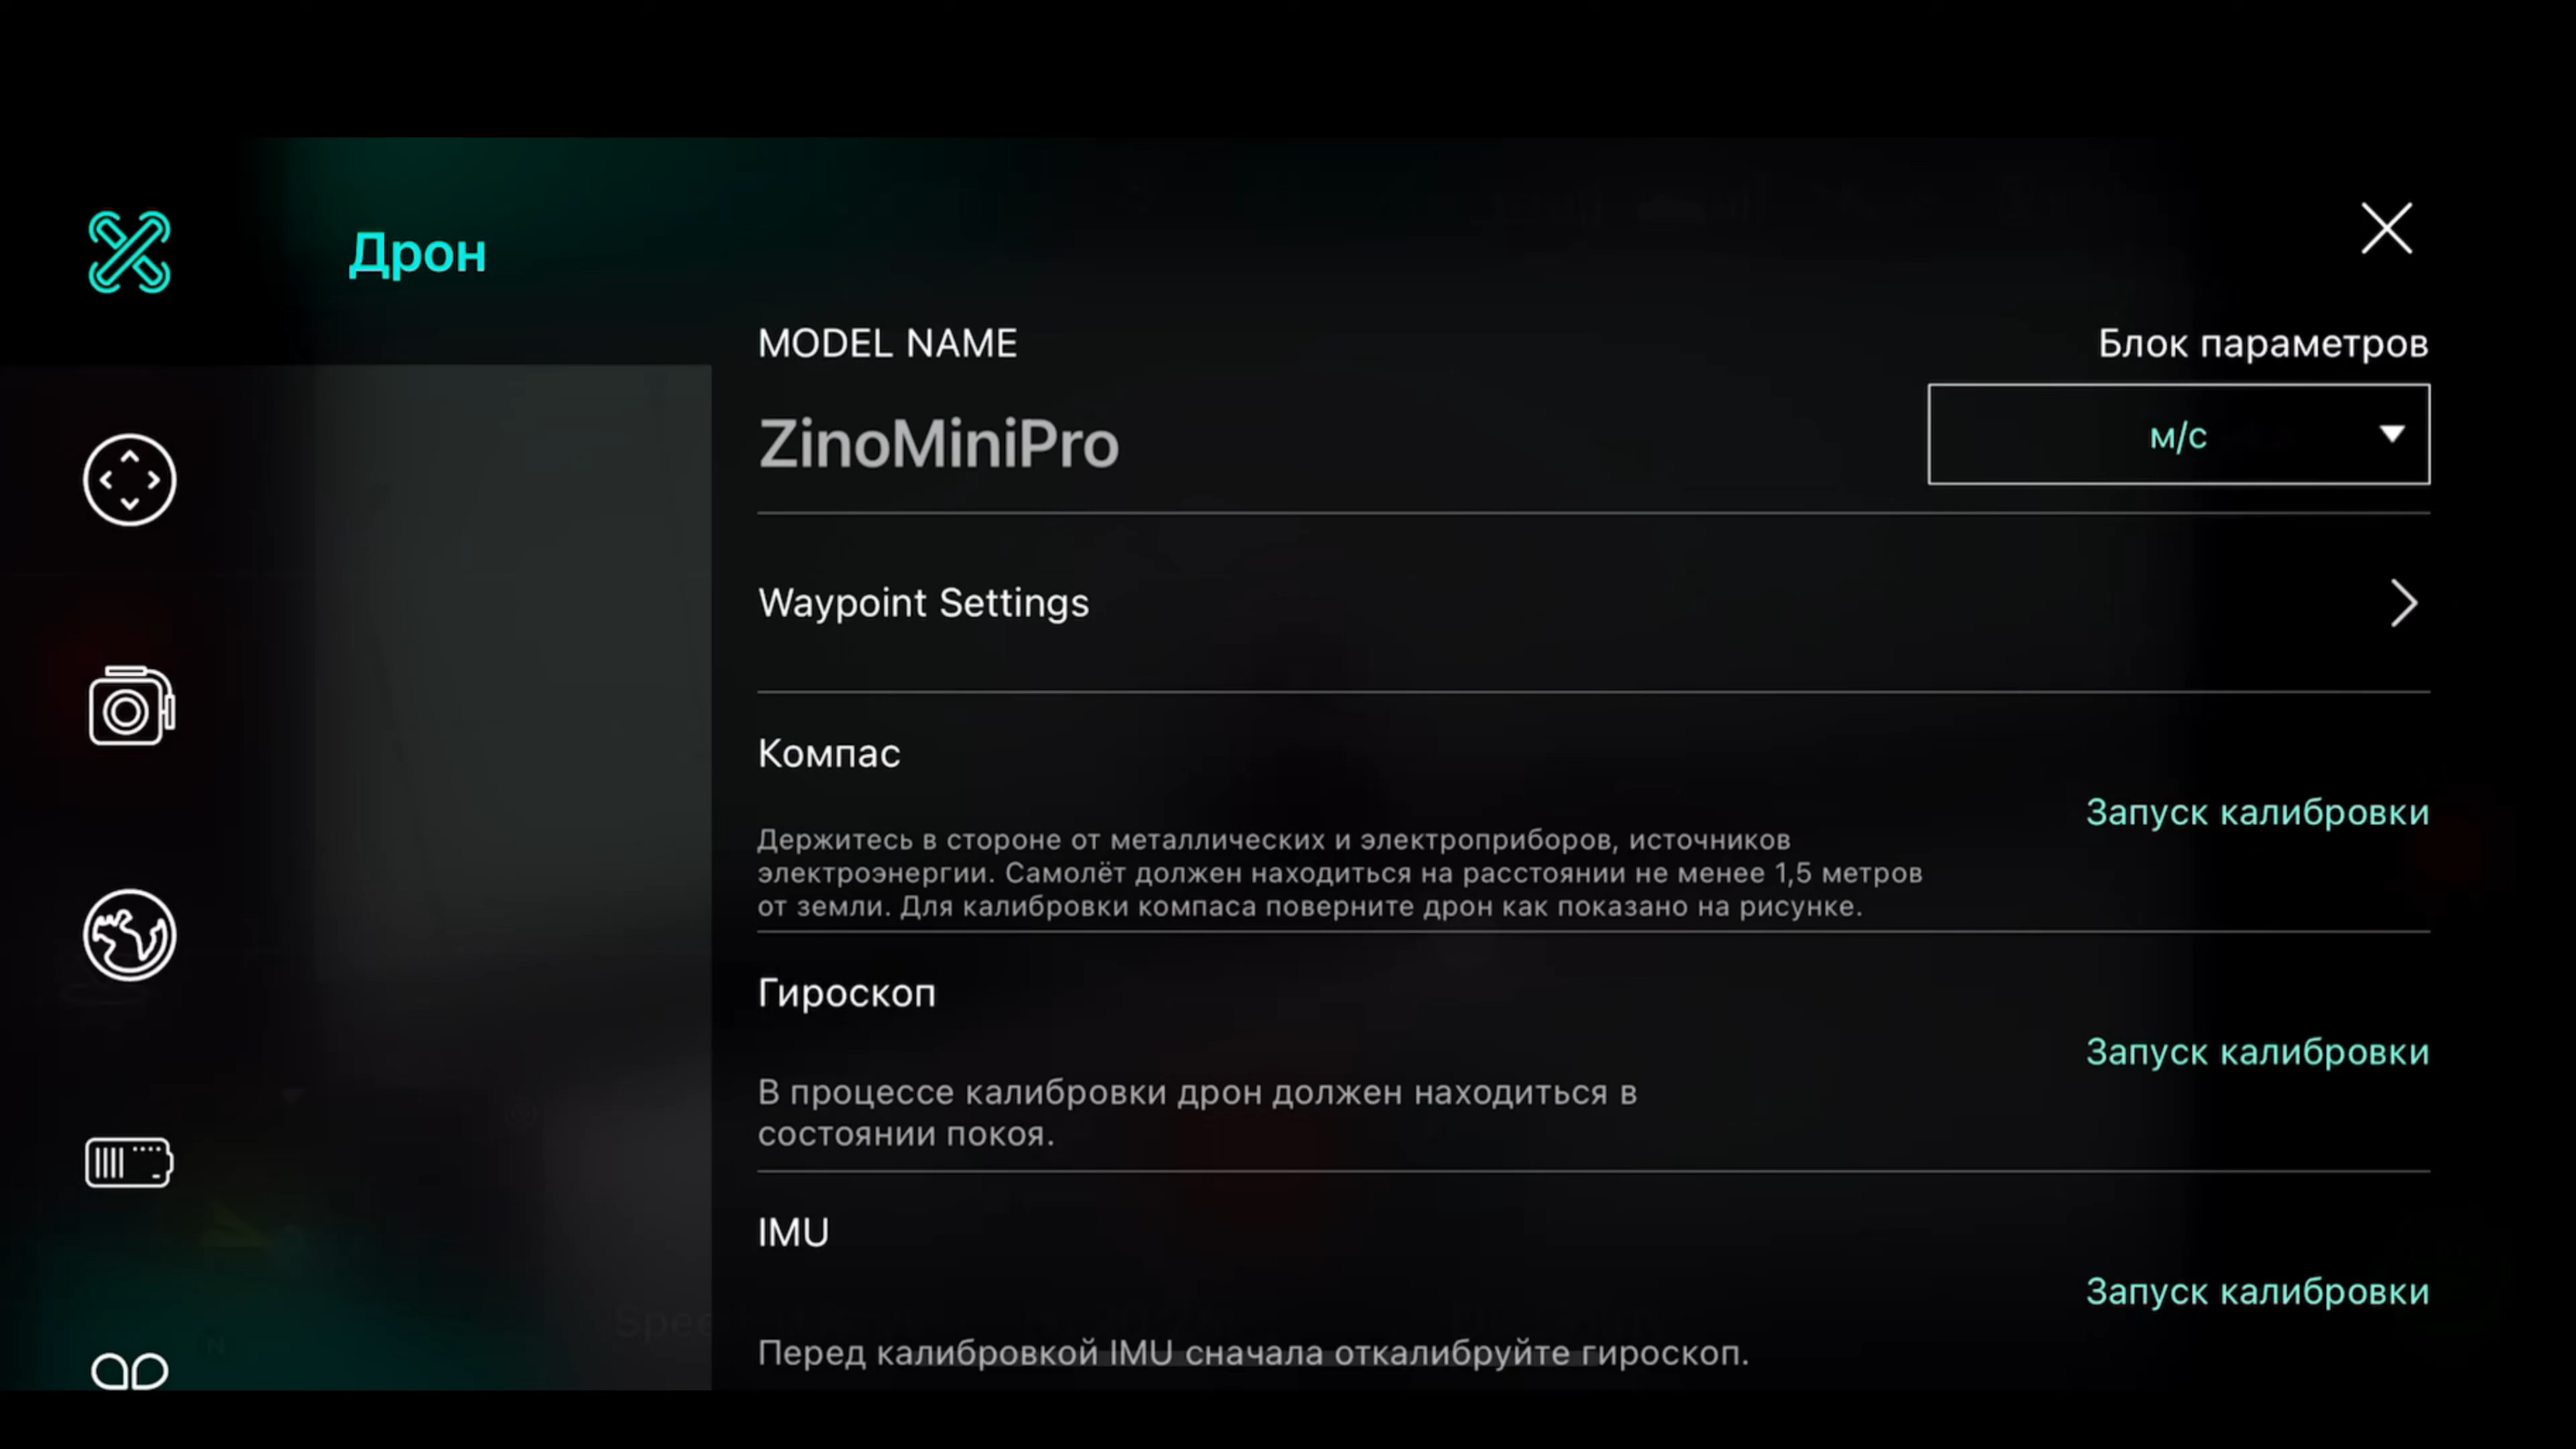 Дрон
MODEL NAME
Блок параметров
ZinoMiniPro
м/с
Waypoint Settings
Компас
Запуск калибровки
Держитесь в стороне от металлических и электроприборов, источников
электроэнергии. Самолёт должен находиться на расстоянии не менее 1,5 метров
от земли. Для калибровки компаса поверните дрон как показано на рисунке.
Гироскоп
Запуск калибровки
В процессе калибровки дрон должен находиться в
состоянии покоя.
IMU
Запуск калибровки
Перед калибровкой IMU сначала откалибруйте гироскоп.